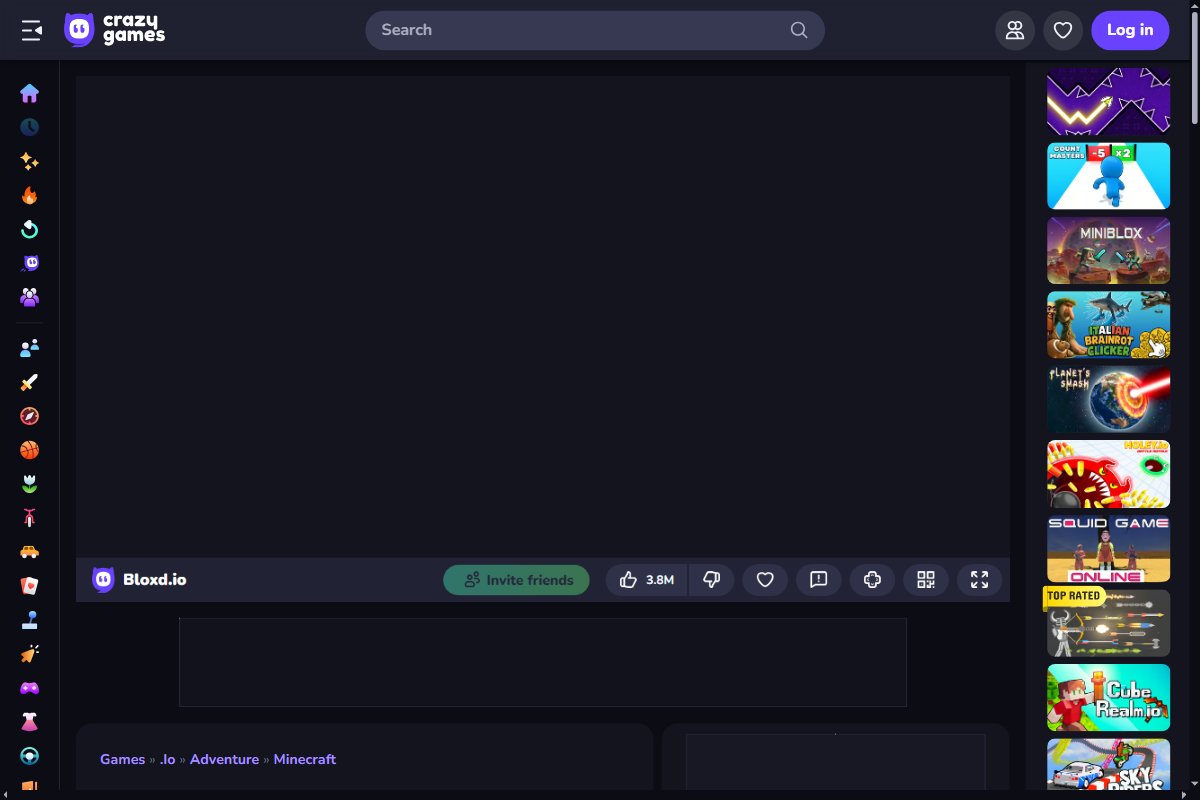 crazy
games
Search
Log in
COUNT
MASTERS
-5
x2
MINIBLOX
ITALIAN
BRAINROT
CLICKER
PLANET'S
SMASH
HOLEY.IO
SQUID GAME
ONLINE
TOP RATED
Cube
Realm.io
SKY
RIDERS
Bloxd.io
Invite friends
3.8M
Games » .Io » Adventure » Minecraft